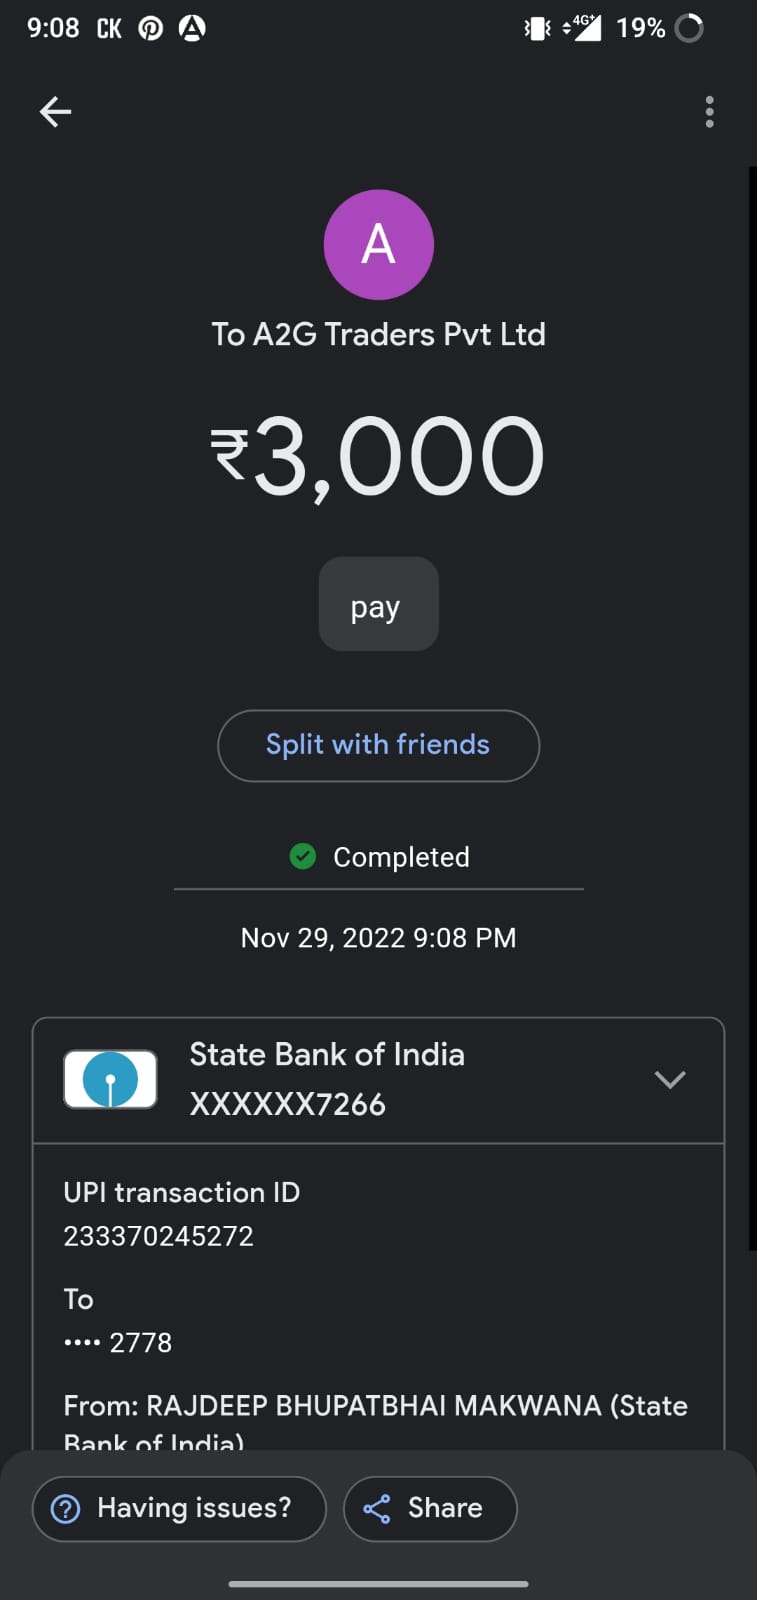 9:08 CK 4G+ 19%
A
To A2G Traders Pvt Ltd
₹3,000
pay
Split with friends
Completed
Nov 29, 2022 9:08 PM
State Bank of India
XXXXXX7266
UPI transaction ID
233370245272
To
•••• 2778
From: RAJDEEP BHUPATBHAI MAKWANA (State
Bank of India)
Having issues? Share